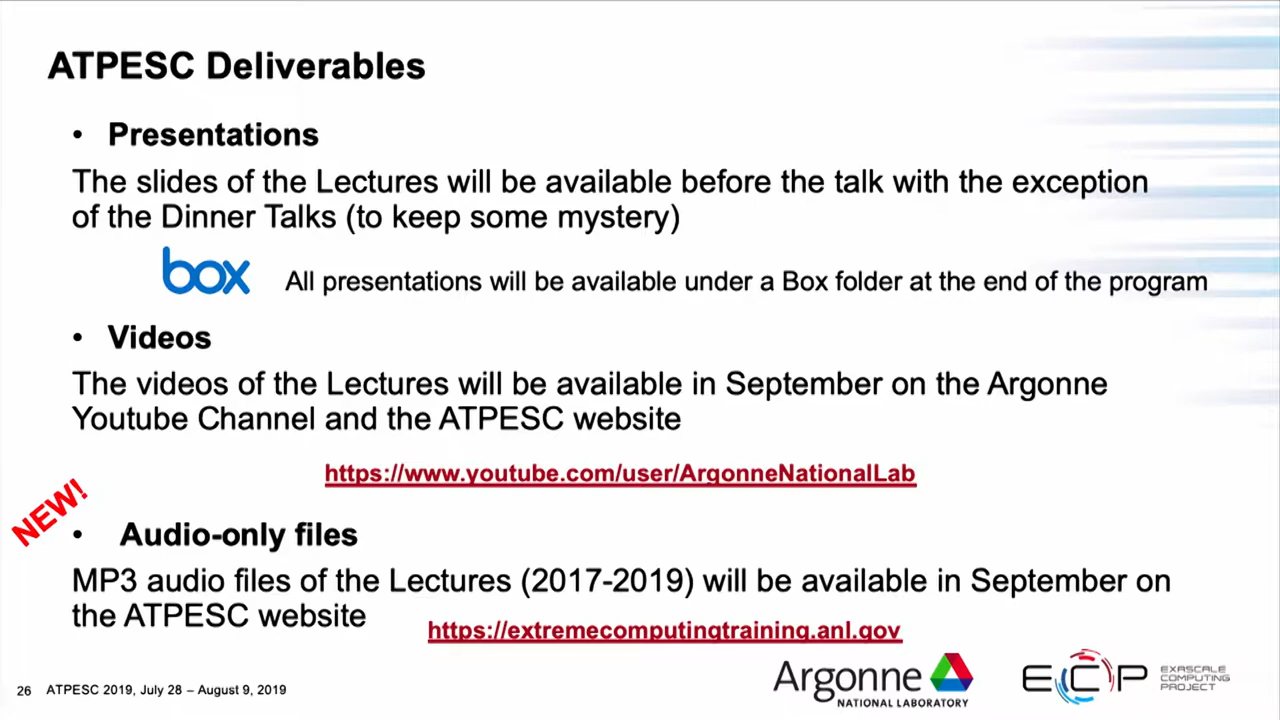 ATPESC Deliverables
• Presentations
The slides of the Lectures will be available before the talk with the exception
of the Dinner Talks (to keep some mystery)
box
All presentations will be available under a Box folder at the end of the program
• Videos
The videos of the Lectures will be available in September on the Argonne
Youtube Channel and the ATPESC website
https://www.youtube.com/user/ArgonneNationalLab
NEW!
• Audio-only files
MP3 audio files of the Lectures (2017-2019) will be available in September on
the ATPESC website
https://extremecomputingtraining.anl.gov
26 ATPESC 2019, July 28 – August 9, 2019
Argonne
NATIONAL LABORATORY
ECP
EXASCALE
COMPUTING
PROJECT